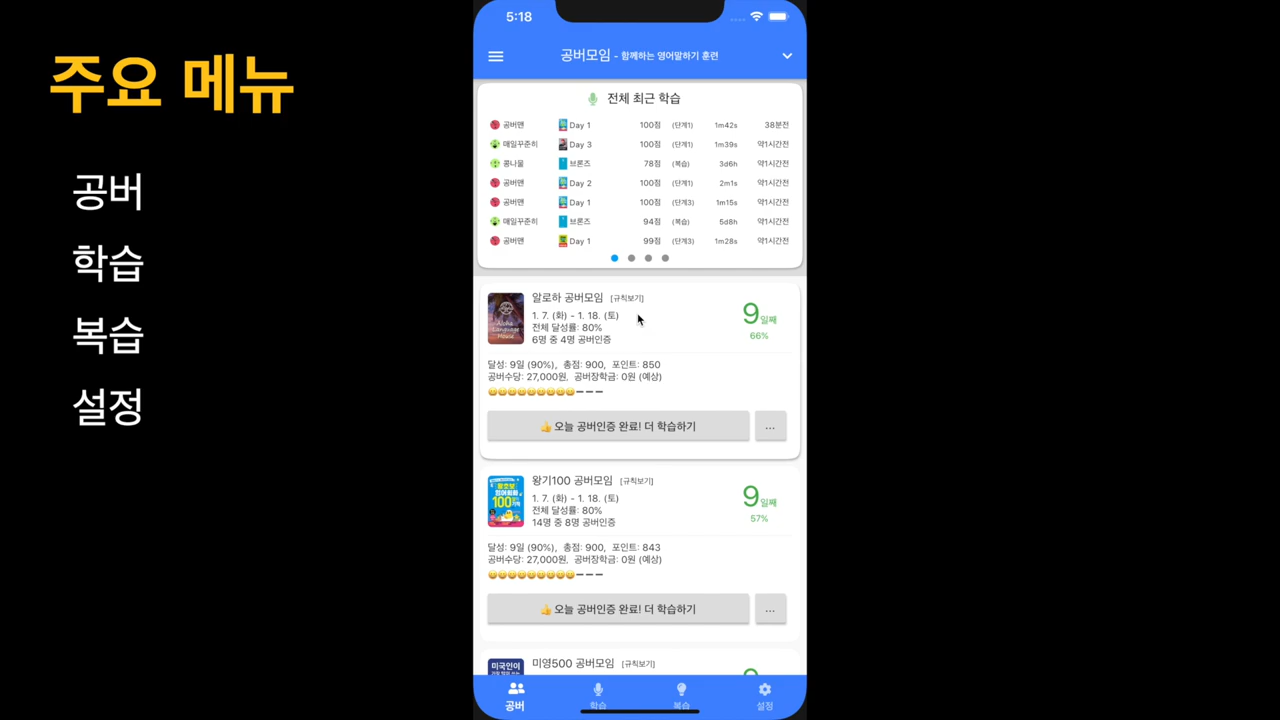 주요 메뉴
공버
학습
복습
설정
5:18
공버모임 - 함께하는 영어말하기 훈련
전체 최근 학습
공버맨 Day 1 100점 (단계1) 1m42s 38분전
매일꾸준히 Day 3 100점 (단계1) 1m39s 약1시간전
콩나물 브론즈 78점 (복습) 3d6h 약1시간전
공버맨 Day 2 100점 (단계1) 2m1s 약1시간전
공버맨 Day 1 100점 (단계3) 1m15s 약1시간전
매일꾸준히 브론즈 94점 (복습) 5d8h 약1시간전
공버맨 Day 1 99점 (단계3) 1m28s 약1시간전
알로하 공버모임 [규칙보기]
1. 7. (화) - 1. 18. (토)
전체 달성률: 80%
6명 중 4명 공버인증
9일째
66%
Aloha Language House
달성: 9일 (90%), 총점: 900, 포인트: 850
공버수당: 27,000원, 공버장학금: 0원 (예상)
오늘 공버인증 완료! 더 학습하기
...
왕기100 공버모임 [규칙보기]
1. 7. (화) - 1. 18. (토)
전체 달성률: 80%
14명 중 8명 공버인증
9일째
57%
왕초보
영어회화
100
달성: 9일 (90%), 총점: 900, 포인트: 843
공버수당: 27,000원, 공버장학금: 0원 (예상)
오늘 공버인증 완료! 더 학습하기
...
미국인이
미영500 공버모임 [규칙보기]
공버
학습
복습
설정